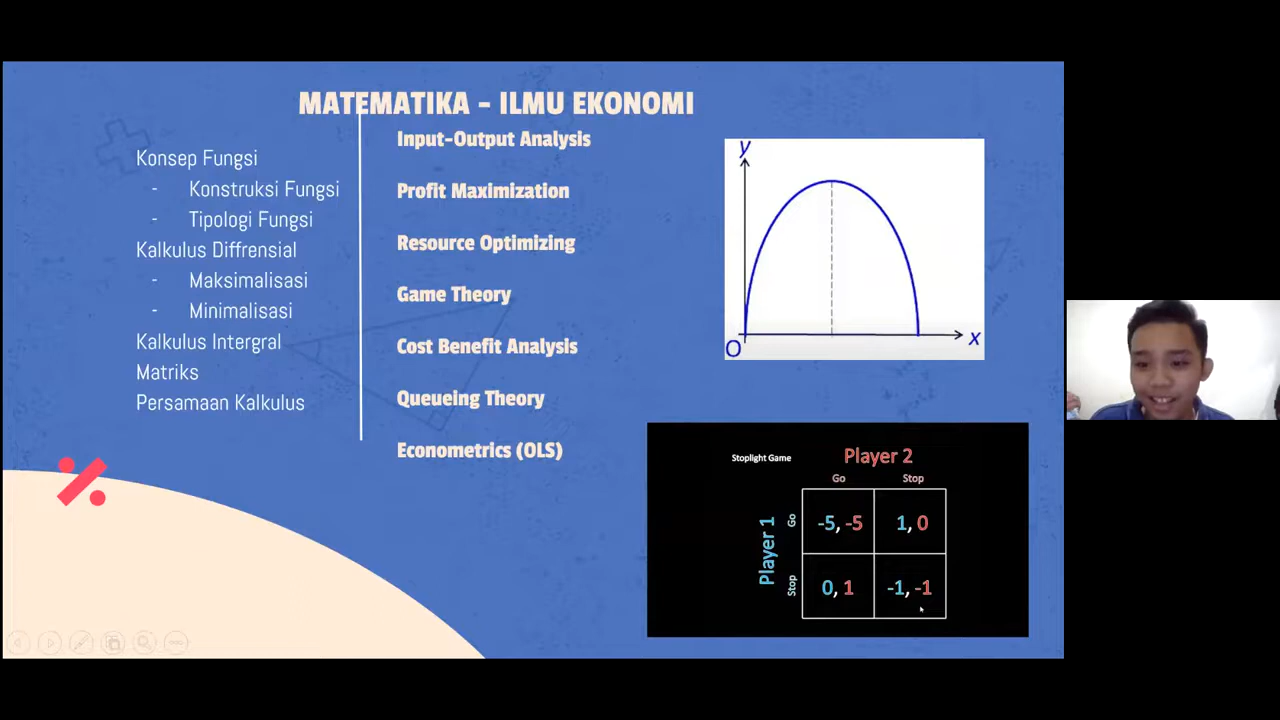 MATEMATIKA - ILMU EKONOMI
Konsep Fungsi
- Konstruksi Fungsi
- Tipologi Fungsi
Kalkulus Diffrensial
- Maksimalisasi
- Minimalisasi
Kalkulus Intergral
Matriks
Persamaan Kalkulus
Input-Output Analysis
Profit Maximization
Resource Optimizing
Game Theory
Cost Benefit Analysis
Queueing Theory
Econometrics (OLS)
y
x
O
Stoplight Game
Player 2
Go Stop
Player 1
Go
-5, -5 1, 0
Stop
0, 1 -1, -1